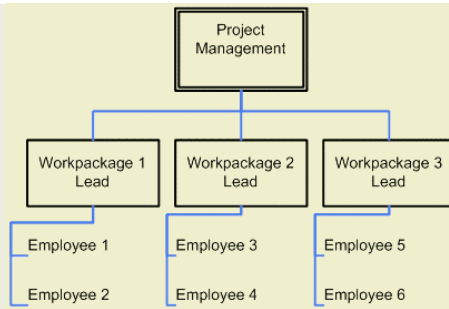 Project
Management
Workpackage 1
Lead
Workpackage 2
Lead
Workpackage 3
Lead
Employee 1
Employee 3
Employee 5
Employee 2
Employee 4
Employee 6